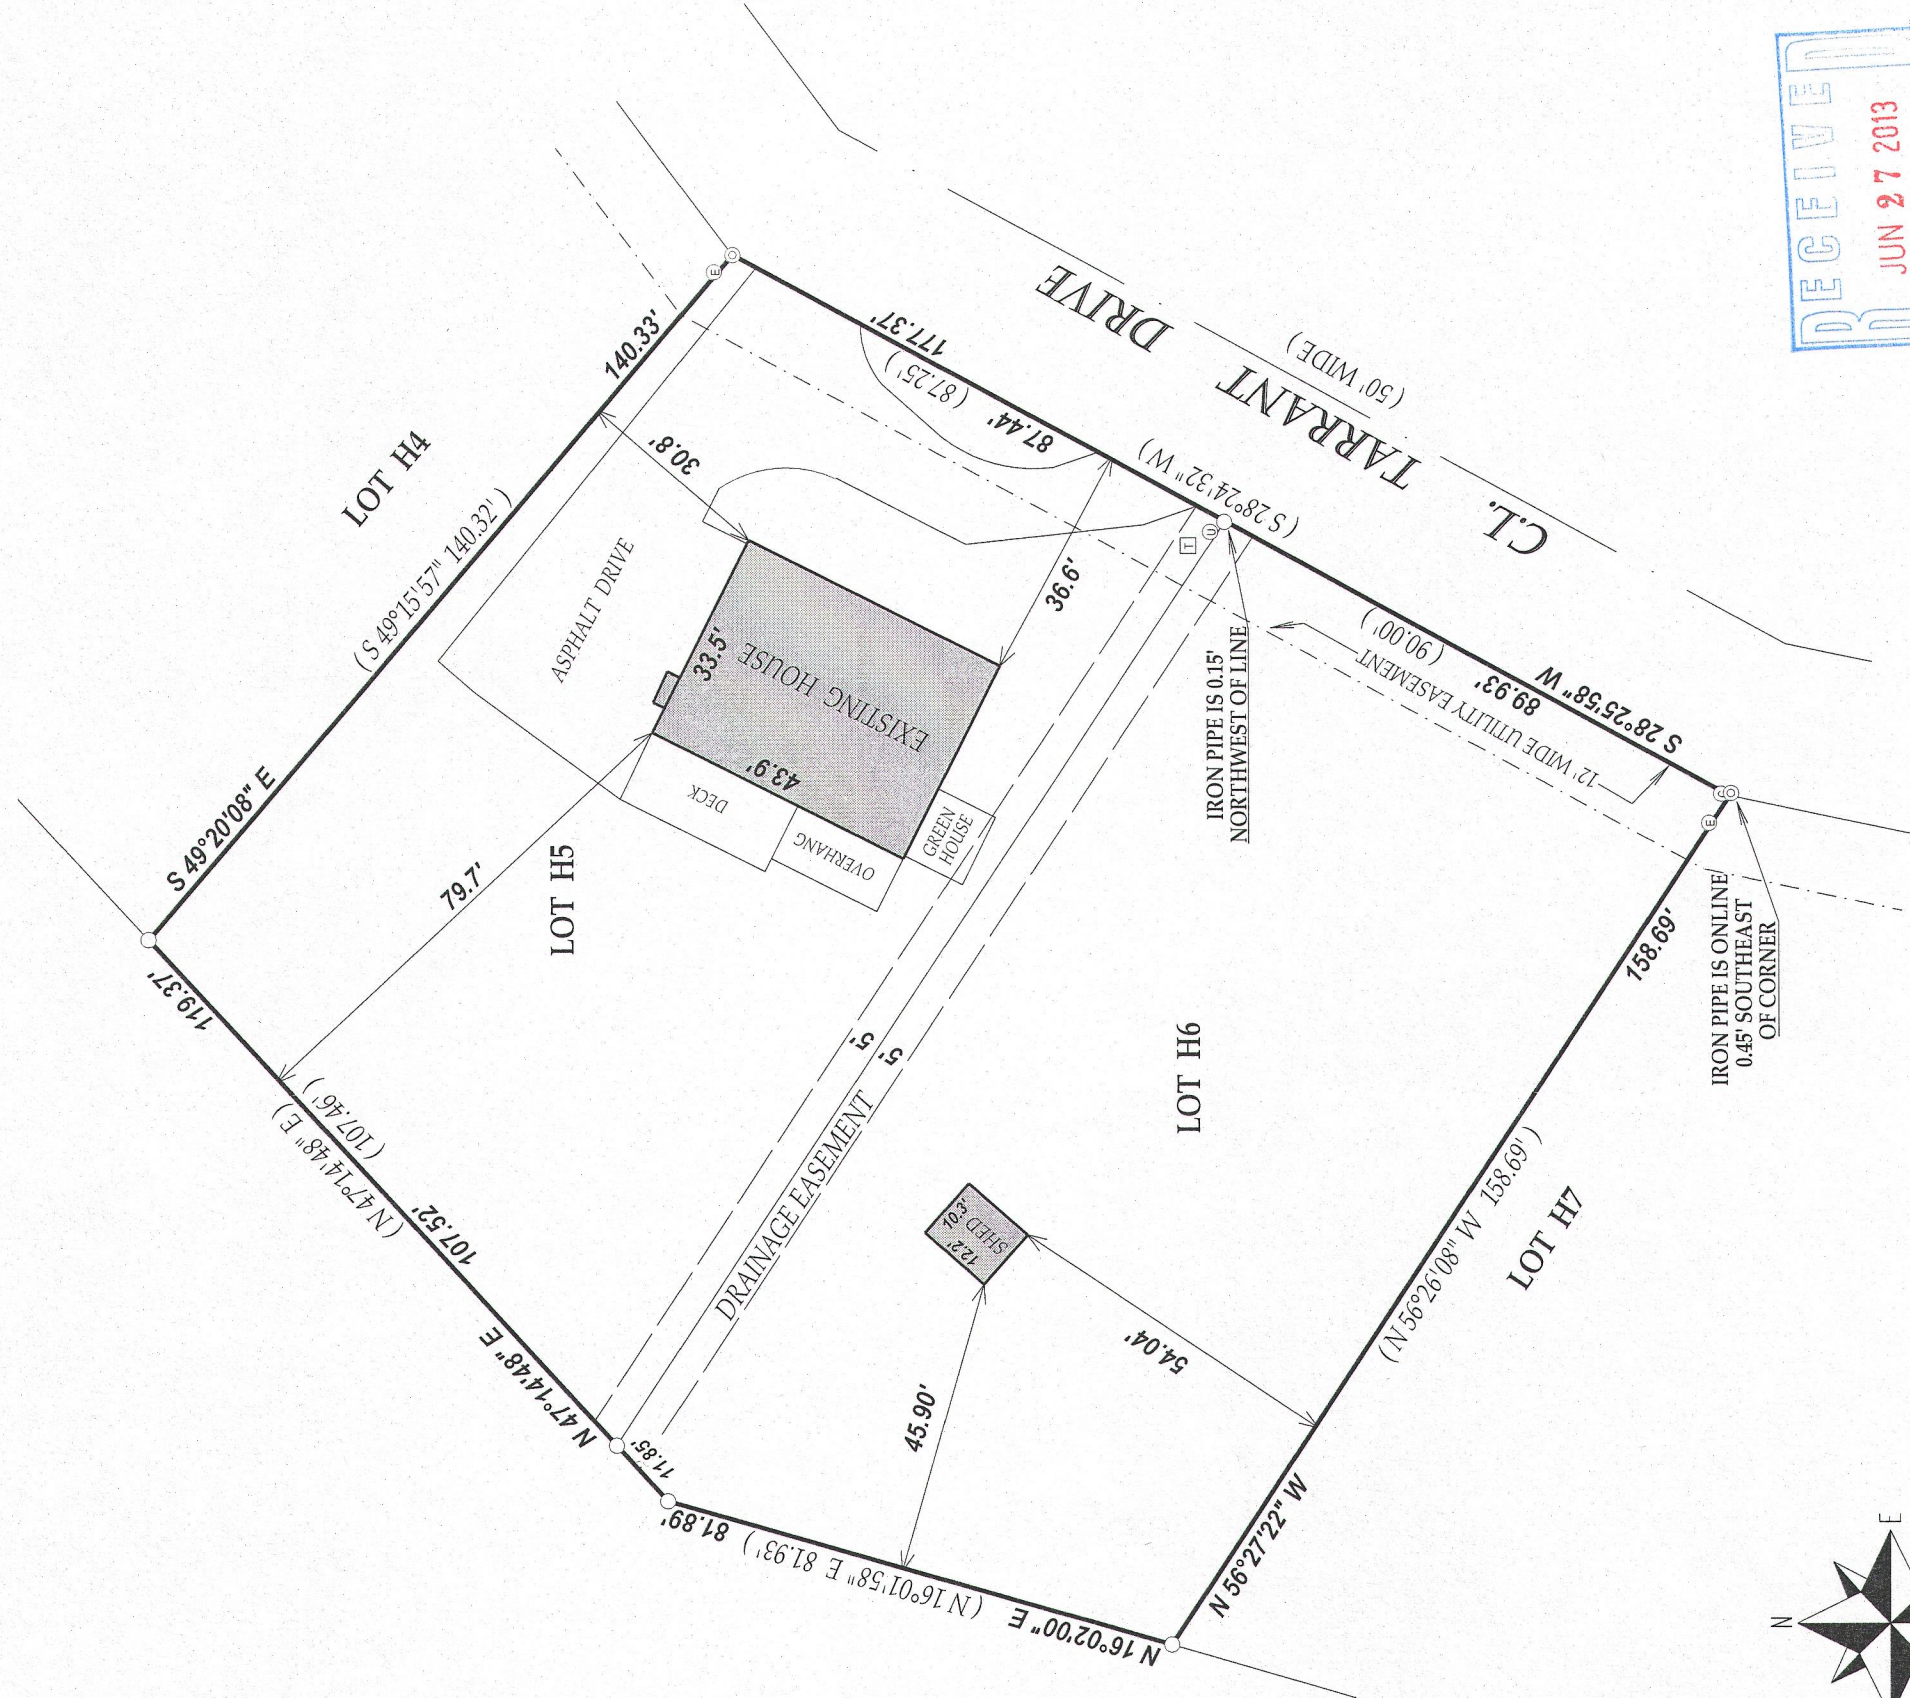 RECEIVED
JUN 27 2013
LOT H4
140.33'
(S 49°15'57" 140.32')
S 49°20'08" E
30.8'
ASPHALT DRIVE
33.5'
EXISTING HOUSE
43.9'
DECK
OVERHANG
GREEN
HOUSE
79.7'
LOT H5
119.37'
(107.46')
(N 47°14'48" E)
107.52'
N 47°14'48" E
11.85'
177.37'
(87.25')
87.44'
(S 28°24'32" W)
36.6'
C.L. TARRANT DRIVE
(50' WIDE)
T
U
E
IRON PIPE IS 0.15'
NORTHWEST OF LINE
(90.00')
12' WIDE UTILITY EASEMENT
89.93'
S 28°25'58" W
5'
5'
DRAINAGE EASEMENT
LOT H6
SHED
10.3'
12.2'
54.04'
45.90'
81.89'
(N 16°01'58" E 81.93')
N 16°02'00" E
E
IRON PIPE IS ONLINE
0.45' SOUTHEAST
OF CORNER
158.69'
(N 56°26'08" W 158.69')
N 56°27'22" W
LOT H7
N
E